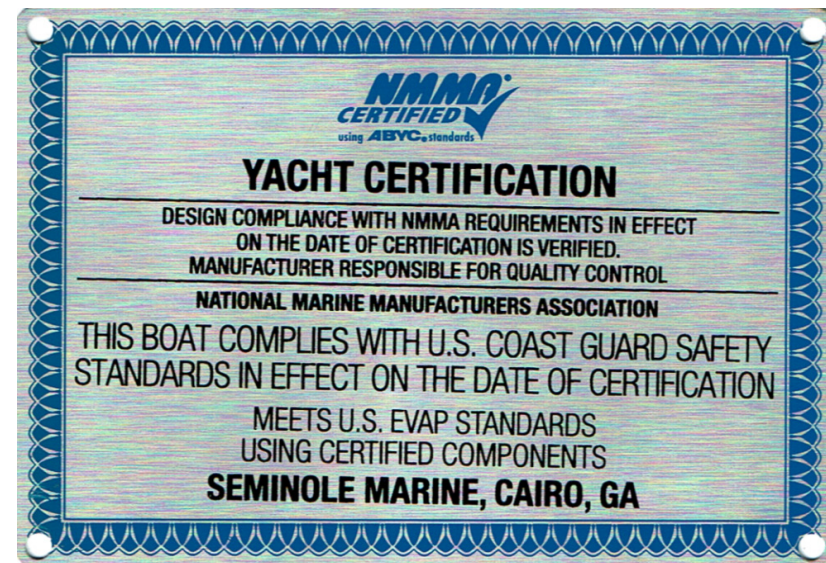 NMMA
CERTIFIED
using ABYC standards
YACHT CERTIFICATION
DESIGN COMPLIANCE WITH NMMA REQUIREMENTS IN EFFECT
ON THE DATE OF CERTIFICATION IS VERIFIED.
MANUFACTURER RESPONSIBLE FOR QUALITY CONTROL
NATIONAL MARINE MANUFACTURERS ASSOCIATION
THIS BOAT COMPLIES WITH U.S. COAST GUARD SAFETY
STANDARDS IN EFFECT ON THE DATE OF CERTIFICATION
MEETS U.S. EVAP STANDARDS
USING CERTIFIED COMPONENTS
SEMINOLE MARINE, CAIRO, GA